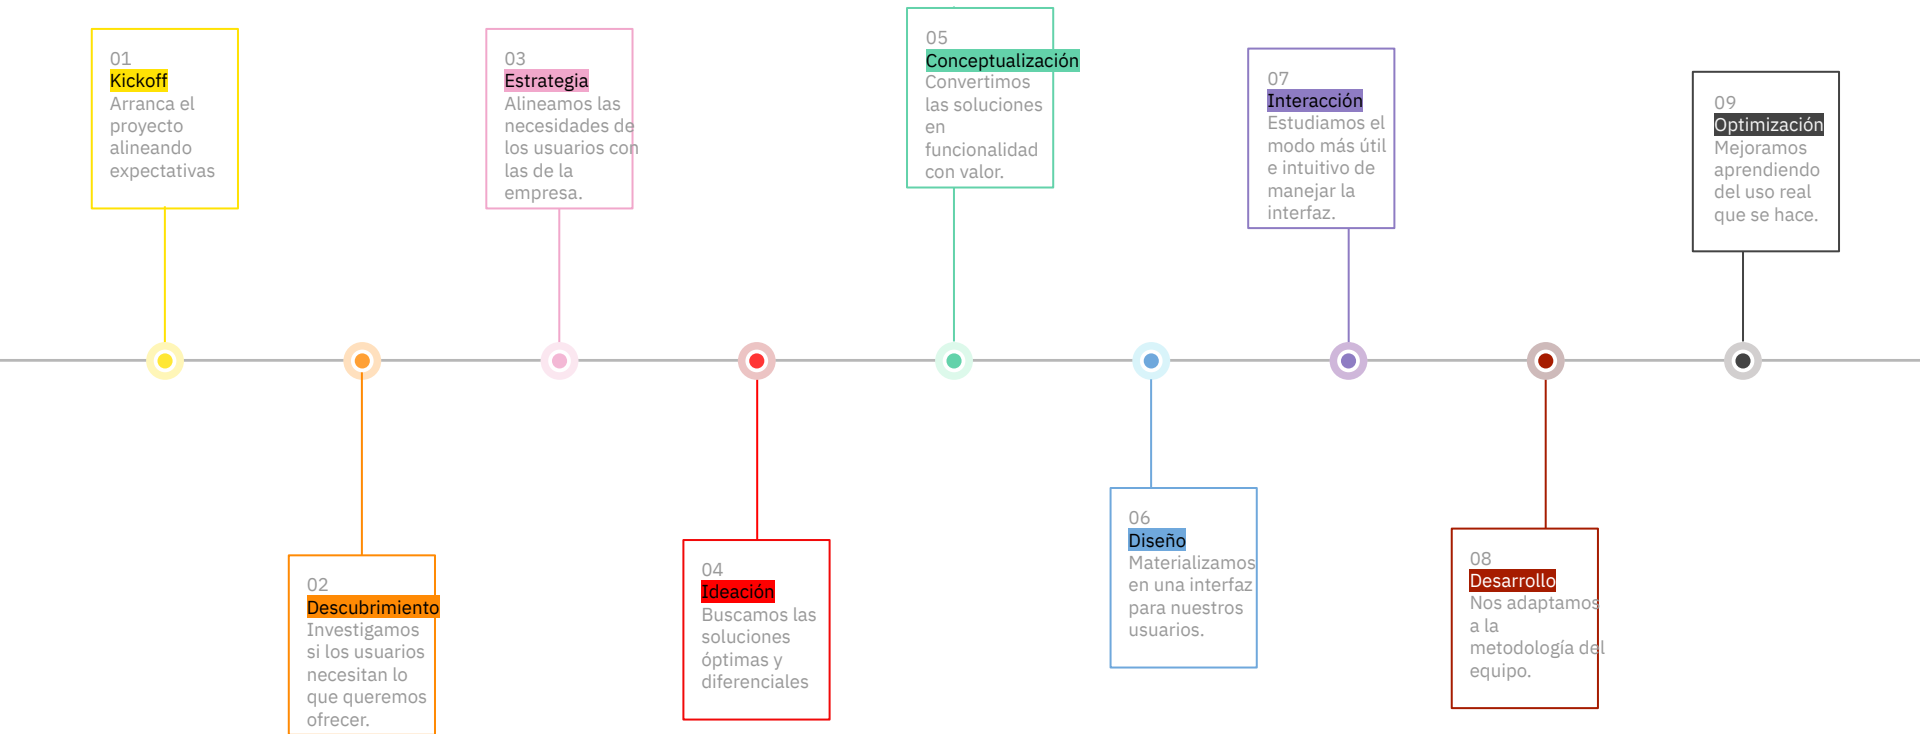 01
Kickoff
Arranca el
proyecto
alineando
expectativas
02
Descubrimiento
Investigamos
si los usuarios
necesitan lo
que queremos
ofrecer.
03
Estrategia
Alineamos las
necesidades de
los usuarios con
las de la
empresa.
04
Ideación
Buscamos las
soluciones
óptimas y
diferenciales
05
Conceptualización
Convertimos
las soluciones
en
funcionalidad
con valor.
06
Diseño
Materializamos
en una interfaz
para nuestros
usuarios.
07
Interacción
Estudiamos el
modo más útil
e intuitivo de
manejar la
interfaz.
08
Desarrollo
Nos adaptamos
a la
metodología del
equipo.
09
Optimización
Mejoramos
aprendiendo
del uso real
que se hace.